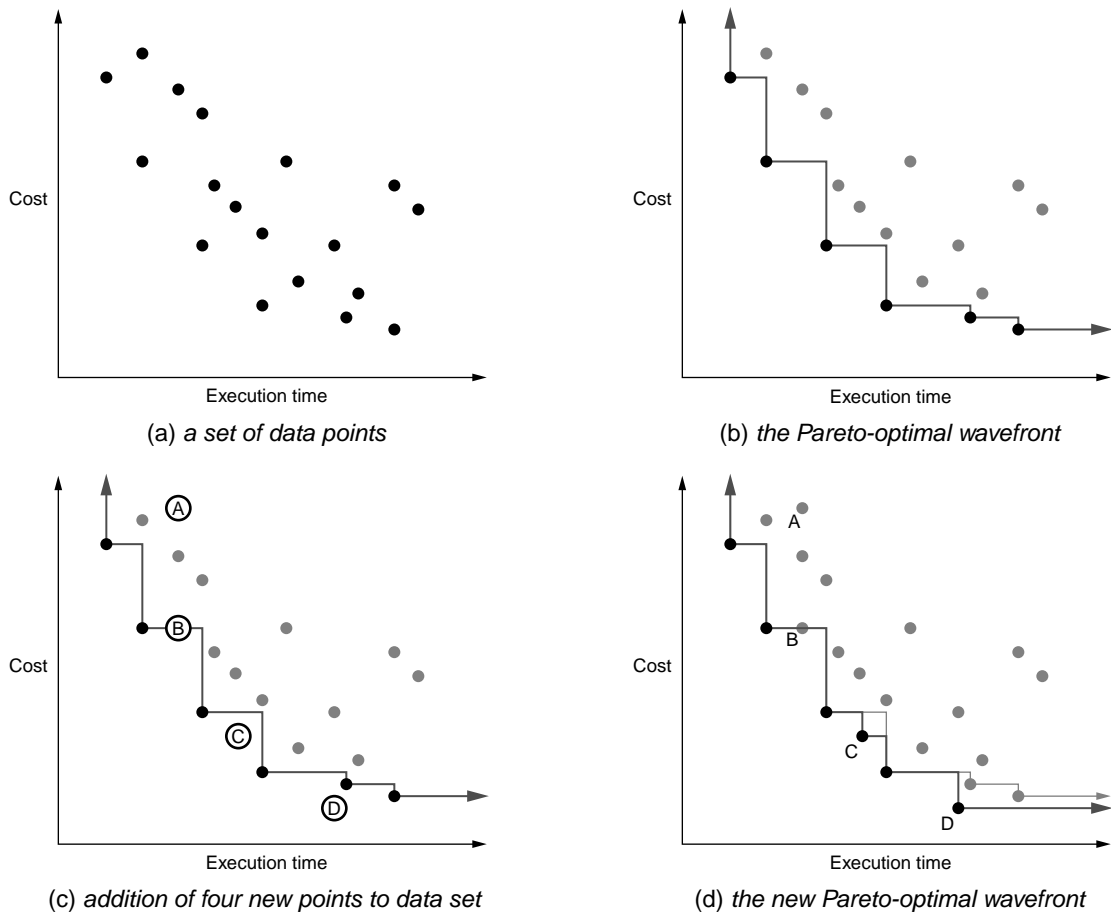 Cost
Execution time
(a) a set of data points
Cost
Execution time
(b) the Pareto-optimal wavefront
A
B
Cost
C
D
Execution time
(c) addition of four new points to data set
A
B
Cost
C
D
Execution time
(d) the new Pareto-optimal wavefront